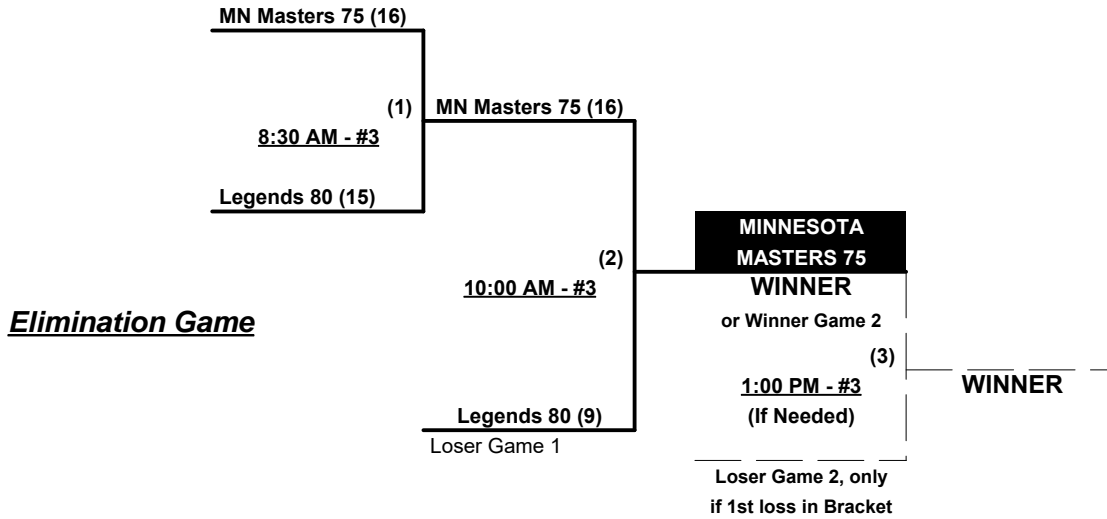 MN Masters 75 (16)
(1)
8:30 AM - #3
MN Masters 75 (16)
Legends 80 (15)
(2)
10:00 AM - #3
MINNESOTA
MASTERS 75
WINNER
or Winner Game 2
Elimination Game
(3)
1:00 PM - #3
(If Needed)
WINNER
Legends 80 (9)
Loser Game 1
Loser Game 2, only
if 1st loss in Bracket